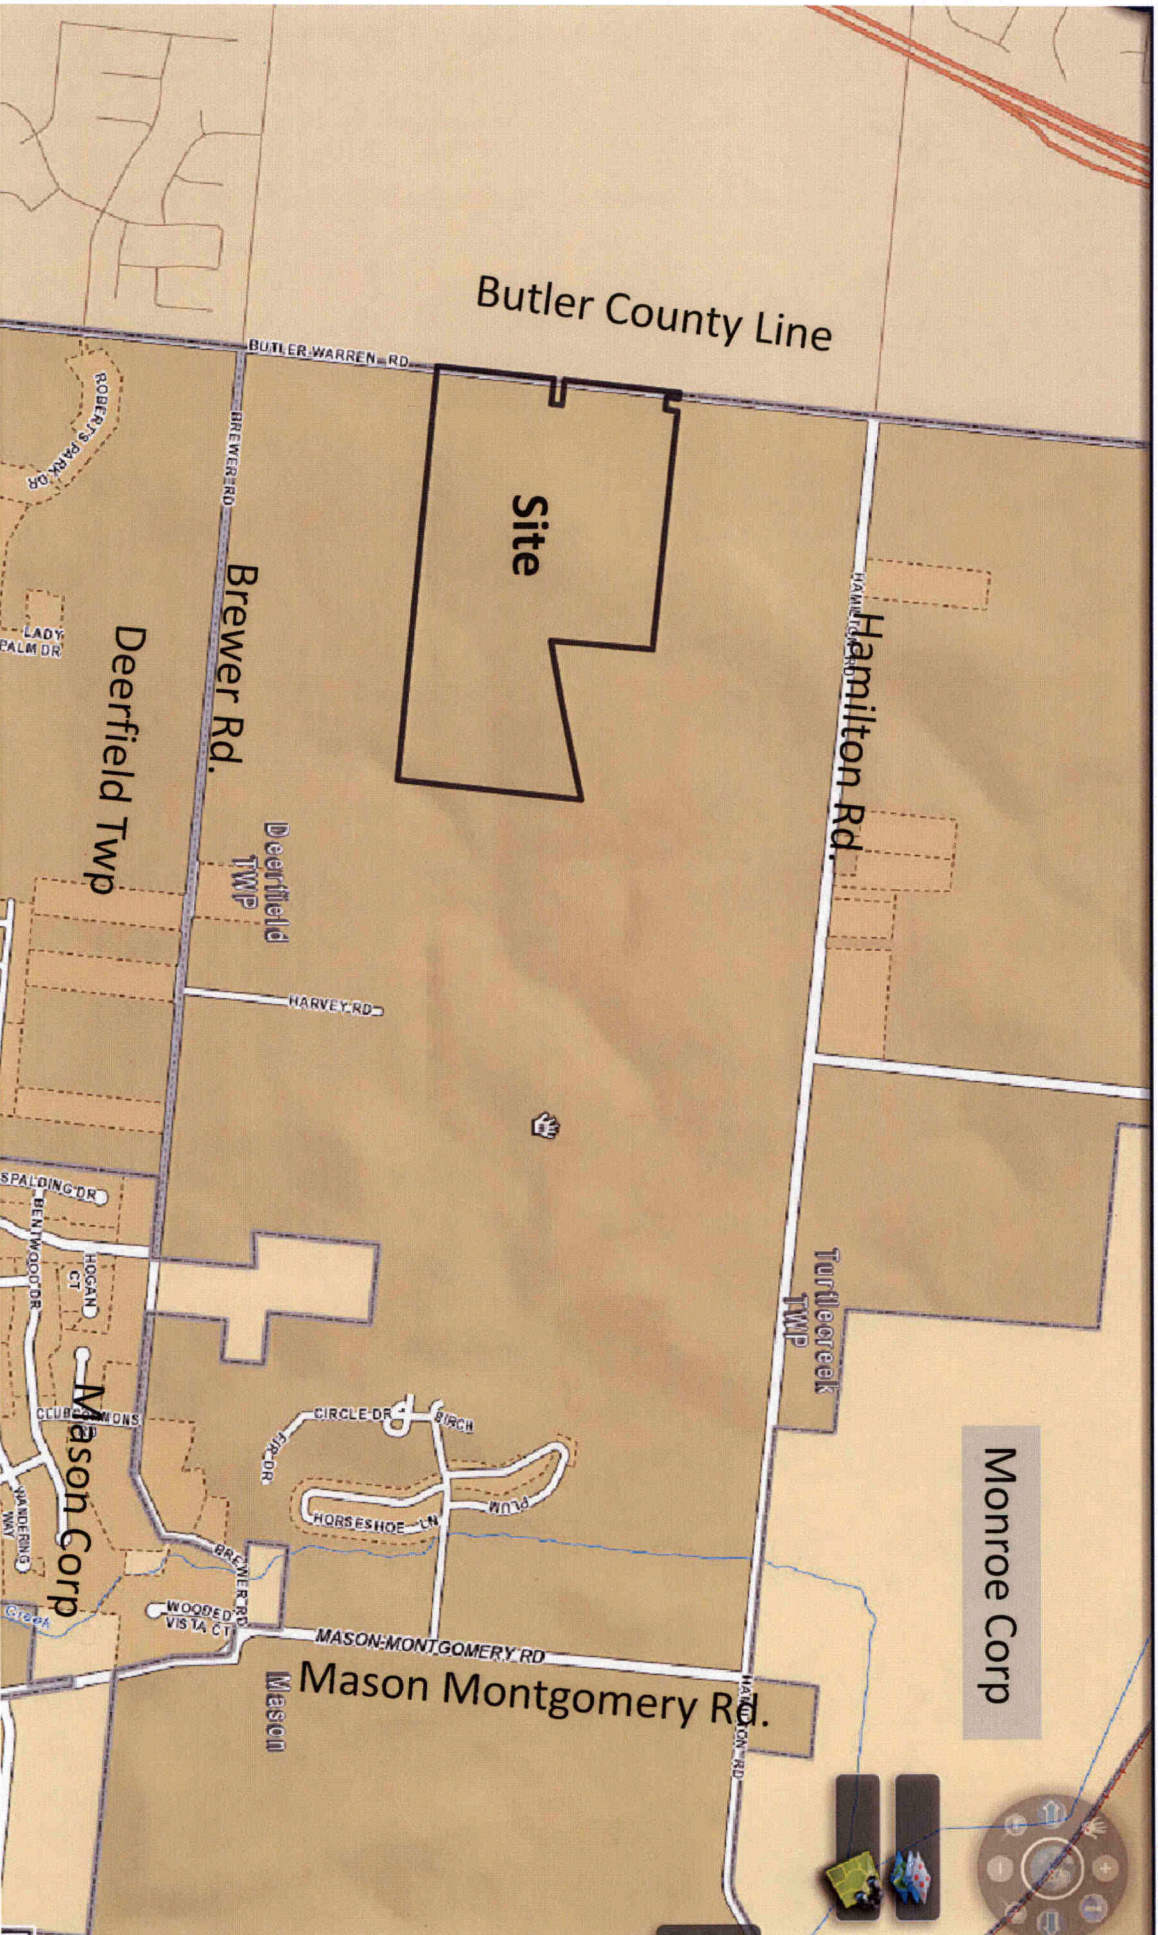 Butler County Line
BUTLER-WARREN RD
ROBERTS PARK DR
BREWER RD
Site
Hamilton Rd.
HAMILTON RD
Brewer Rd.
LADY
PALM DR
Deerfield Twp
Deerfield
TWP
HARVEY RD
SPALDING DR
BENTWOOD DR
HOGAN
CT
Turtlecreek
TWP
Mason Corp
CIRCLE DR
BIRCH
FIR DR
PLUM
HORSESHOE LN
Monroe Corp
WANDERING
WAY
BREWER RD
WOODED
VISTA CT
Creek
MASON-MONTGOMERY RD
Mason Montgomery Rd.
Mason
HAMILTON RD